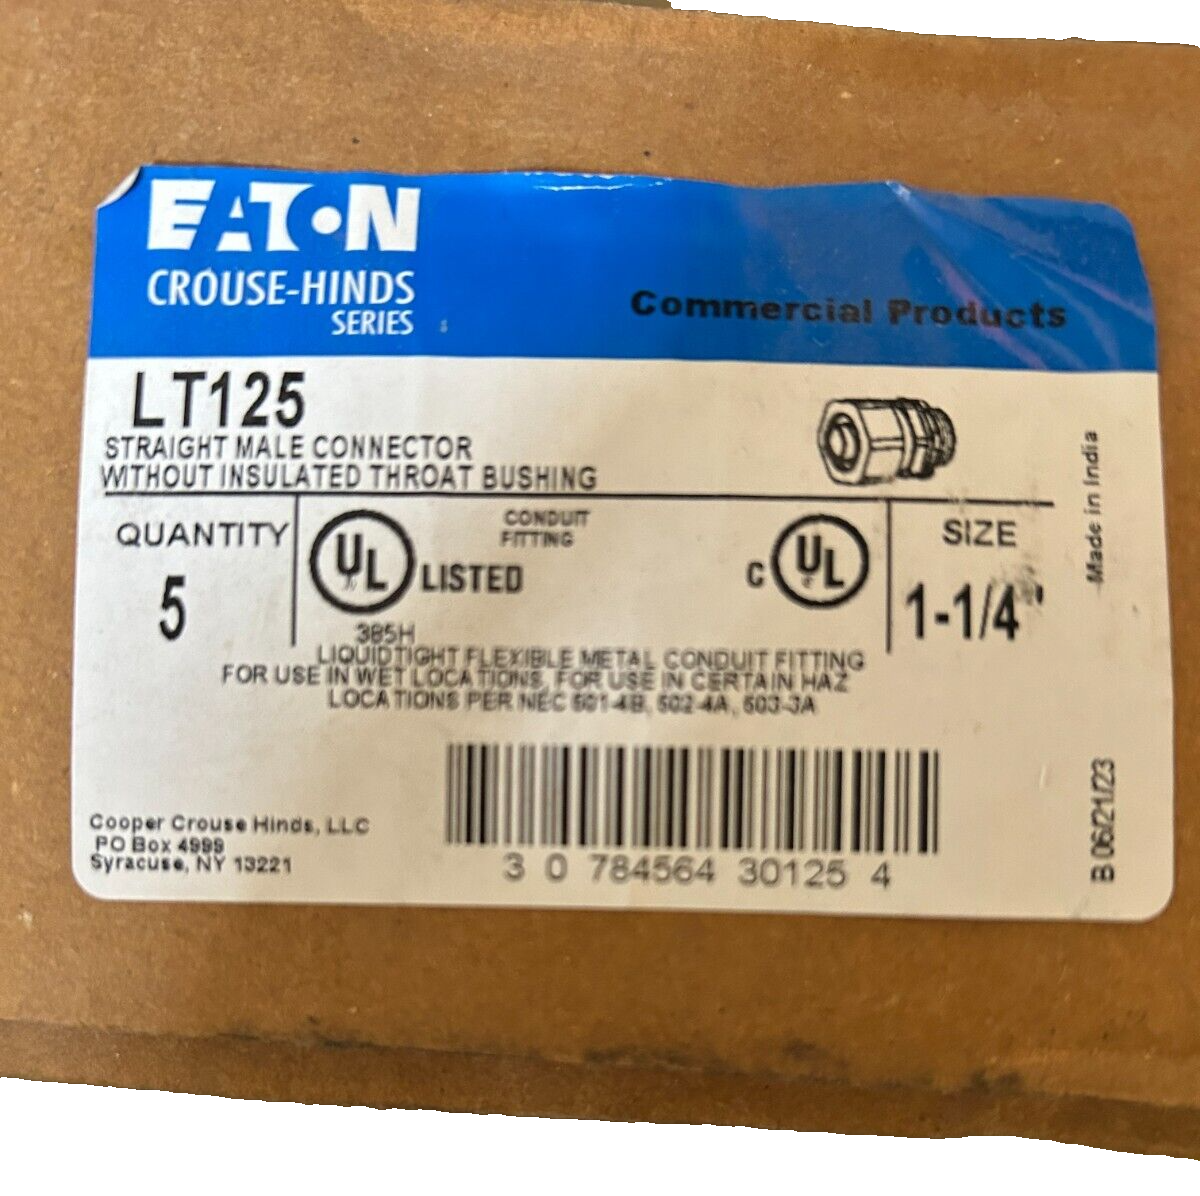 EATON
CROUSE-HINDS
SERIES
Commercial Products
LT125
STRAIGHT MALE CONNECTOR
WITHOUT INSULATED THROAT BUSHING
Made in India
QUANTITY
5
UL
LISTED
CONDUIT
FITTING
385H
C UL
SIZE
1-1/4"
LIQUIDTIGHT FLEXIBLE METAL CONDUIT FITTING
FOR USE IN WET LOCATIONS, FOR USE IN CERTAIN HAZ
LOCATIONS PER NEC 501-4B, 502-4A, 503-3A
Cooper Crouse Hinds, LLC
PO Box 4999
Syracuse, NY 13221
3 0 784564 30125 4
B 06/21/23